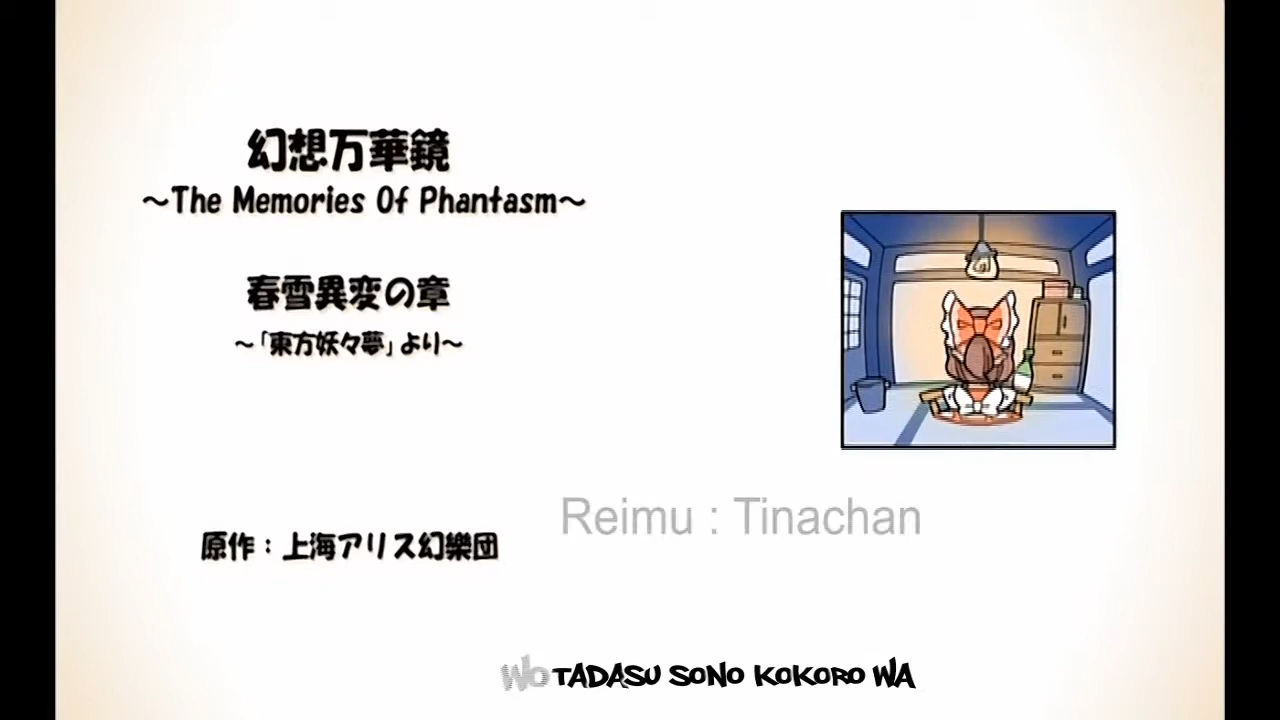 幻想万華鏡
～The Memories Of Phantasm～
春雪異変の章
～「東方妖々夢」より～
原作：上海アリス幻樂団
Reimu : Tinachan
Wo TADASU SONO KOKORO WA